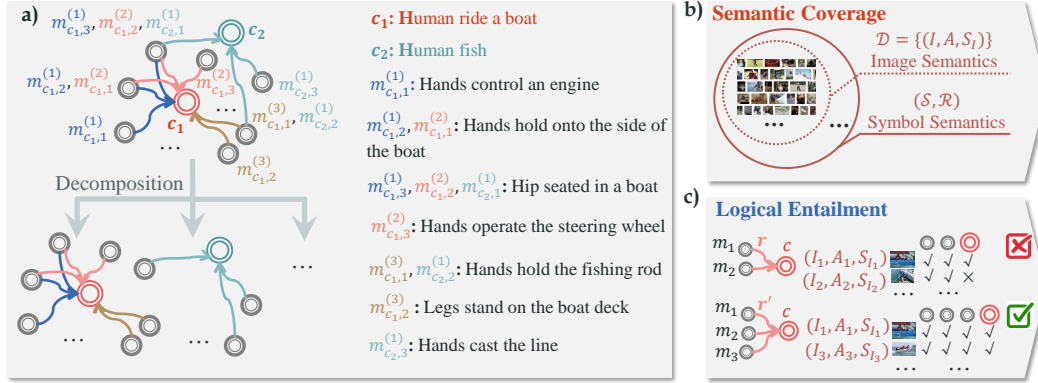 a)
m_{c_1,3}^{(1)}, m_{c_1,2}^{(2)}, m_{c_2,1}^{(1)}
c_2
m_{c_1,2}^{(1)}, m_{c_1,1}^{(2)}
m_{c_1,3}^{(2)}
m_{c_2,3}^{(1)}
m_{c_1,1}^{(1)}
c_1
...
m_{c_1,1}^{(3)}, m_{c_2,2}^{(1)}
...
m_{c_1,2}^{(3)}
Decomposition
...
...
...
c_1: Human ride a boat
c_2: Human fish
m_{c_1,1}^{(1)}: Hands control an engine
m_{c_1,2}^{(1)}, m_{c_1,1}^{(2)}: Hands hold onto the side of
the boat
m_{c_1,3}^{(1)}, m_{c_1,2}^{(2)}, m_{c_2,1}^{(1)}: Hip seated in a boat
m_{c_1,3}^{(2)}: Hands operate the steering wheel
m_{c_1,1}^{(3)}, m_{c_2,2}^{(1)}: Hands hold the fishing rod
m_{c_1,2}^{(3)}: Legs stand on the boat deck
m_{c_2,3}^{(1)}: Hands cast the line
b)
Semantic Coverage
𝒟 = {(I, A, S_I)}
Image Semantics
(𝒮, ℛ)
Symbol Semantics
... ...
c)
Logical Entailment
m_1 r c
m_2
(I_1, A_1, S_{I_1}) ✓ ✓ ✓
(I_2, A_2, S_{I_2}) ✓ ✓ ×
... ...
m_1 r′ c
m_2
m_3
(I_1, A_1, S_{I_1}) ✓ ✓ ✓ ✓
(I_3, A_3, S_{I_3}) ✓ ✓ ✓ ✓
... ...